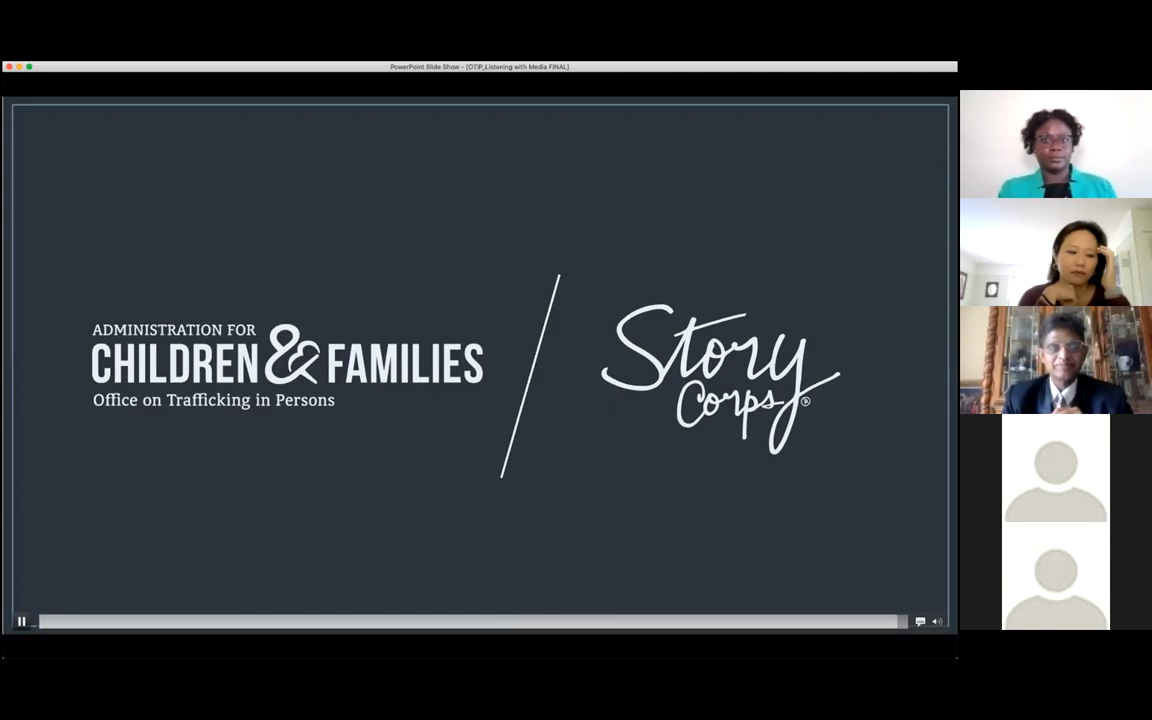 PowerPoint Slide Show - [OTIP_Listening with Media FINAL]
ADMINISTRATION FOR
CHILDREN & FAMILIES
Office on Trafficking in Persons
Story
Corps®